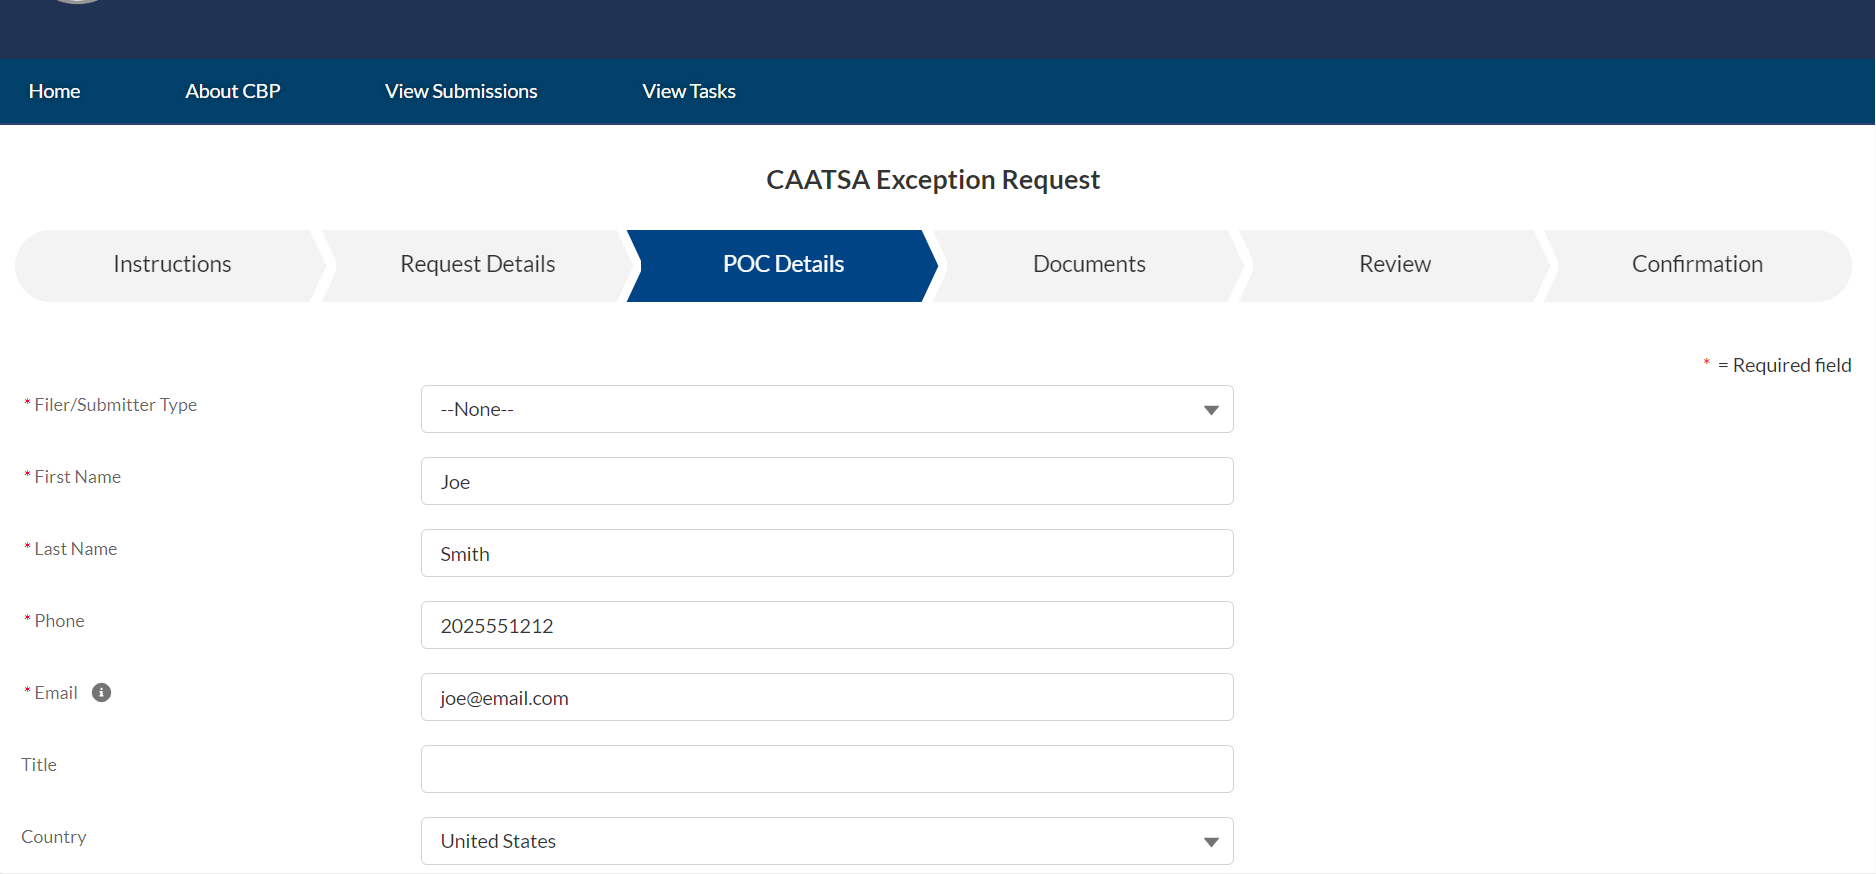 Home About CBP View Submissions View Tasks
CAATSA Exception Request
Instructions Request Details POC Details Documents Review Confirmation
* = Required field
* Filer/Submitter Type --None--
* First Name Joe
* Last Name Smith
* Phone 2025551212
* Email i joe@email.com
Title
Country United States